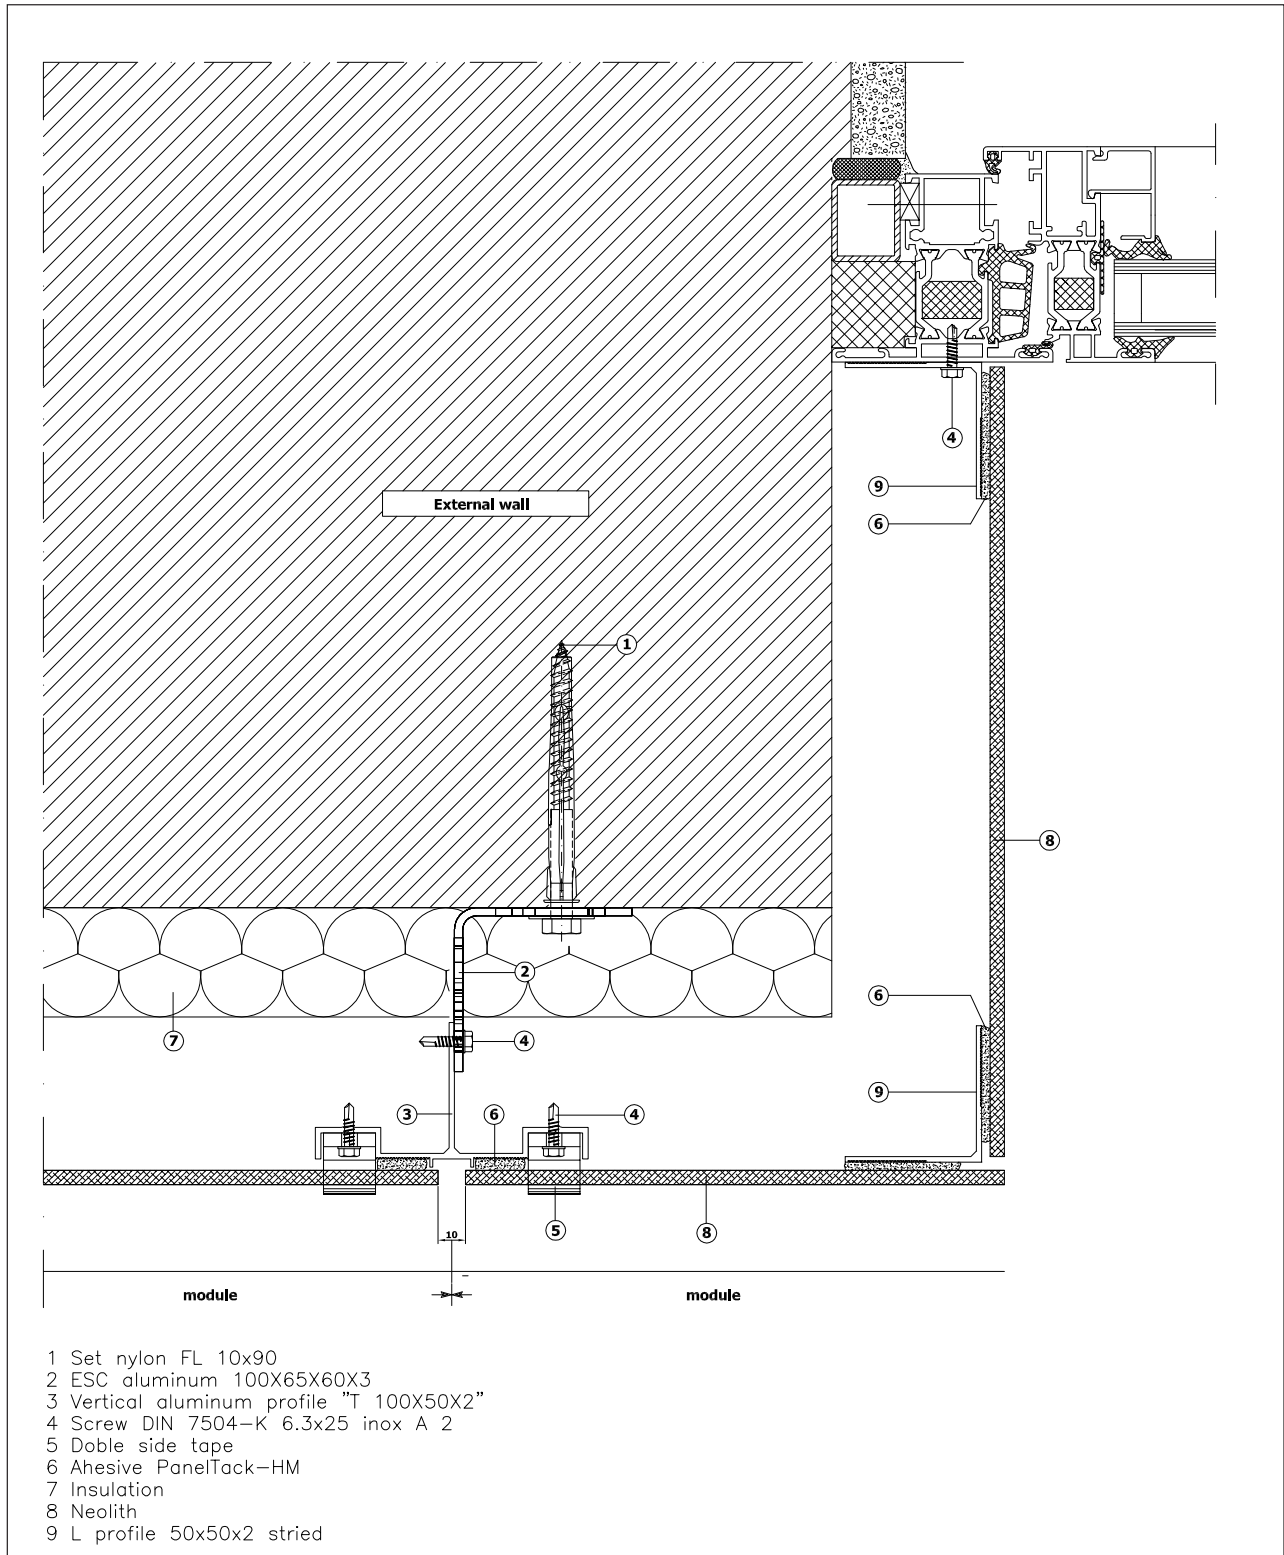 4
9
External wall
6
1
8
2
6
7
4
9
3
6
4
10
5
8
module
module
1 Set nylon FL 10x90
2 ESC aluminum 100X65X60X3
3 Vertical aluminum profile "T 100X50X2"
4 Screw DIN 7504-K 6.3x25 inox A 2
5 Doble side tape
6 Ahesive PanelTack-HM
7 Insulation
8 Neolith
9 L profile 50x50x2 stried